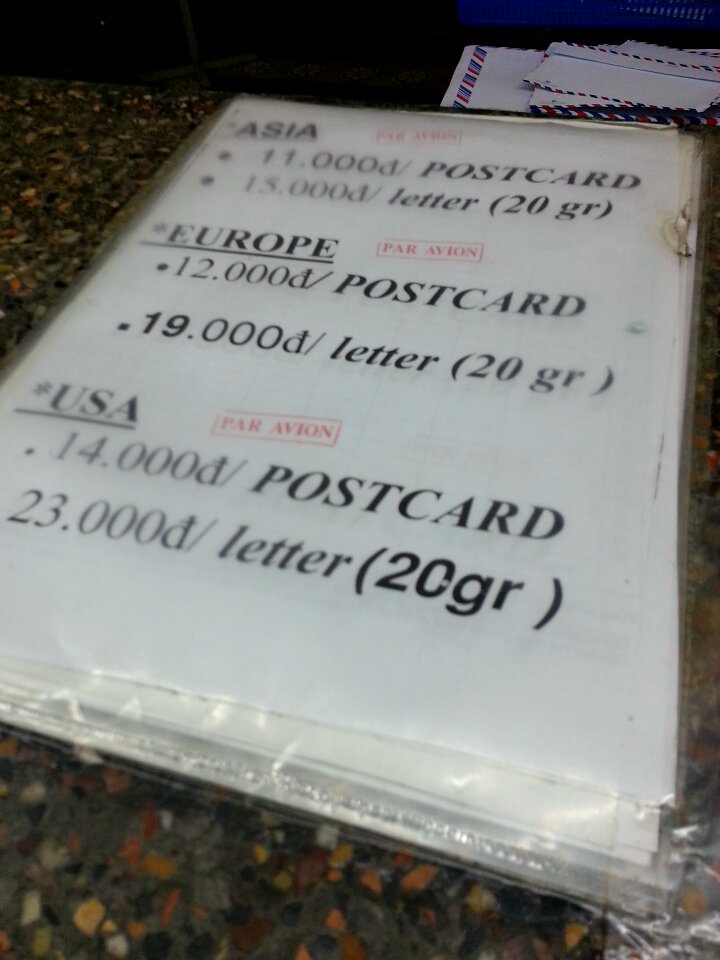 *ASIA PAR AVION
• 11.000đ/ POSTCARD
• 15.000đ/ letter (20 gr)
*EUROPE PAR AVION
•12.000đ/ POSTCARD
▪19.000đ/ letter (20 gr )
*USA PAR AVION
. 14.000đ/ POSTCARD
23.000đ/ letter (20gr )